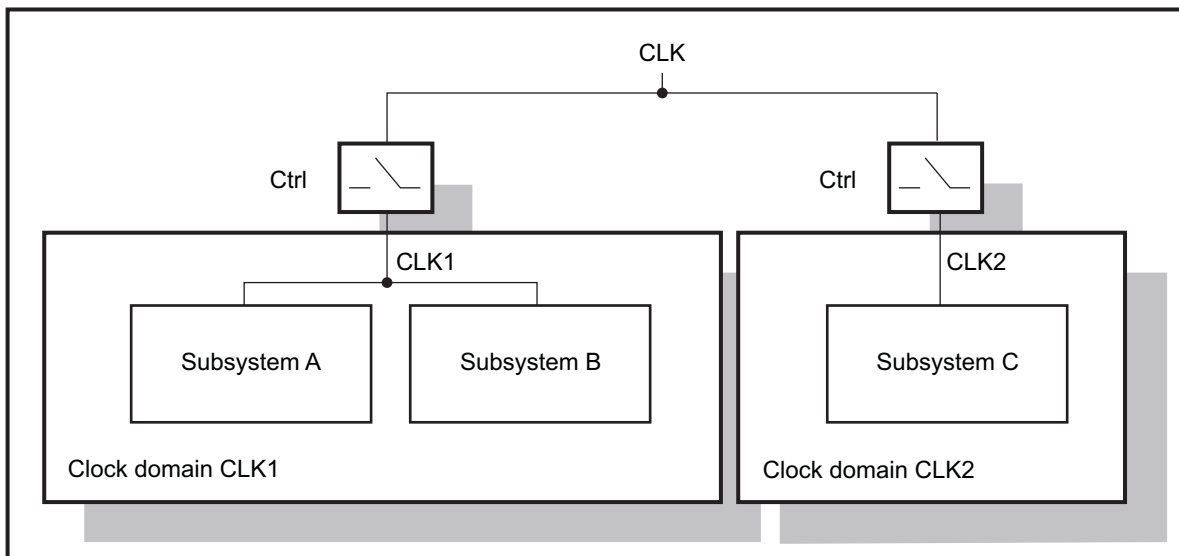 CLK
Ctrl
Ctrl
CLK1
CLK2
Subsystem A
Subsystem B
Subsystem C
Clock domain CLK1
Clock domain CLK2